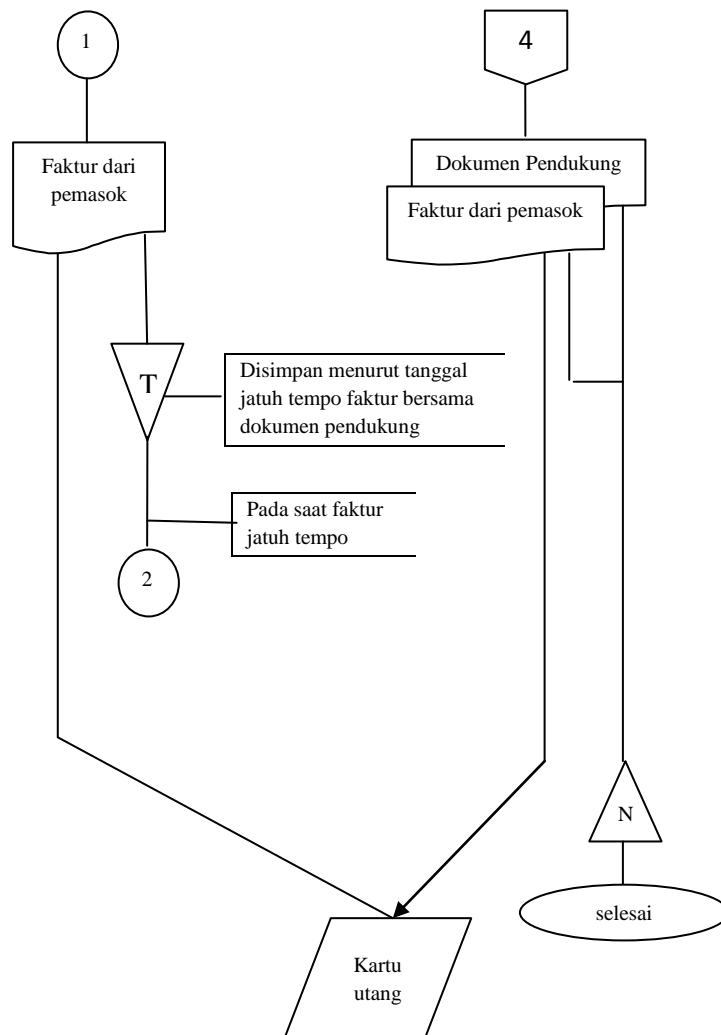 1
4
Faktur dari
pemasok
Dokumen Pendukung
Faktur dari pemasok
T
Disimpan menurut tanggal
jatuh tempo faktur bersama
dokumen pendukung
Pada saat faktur
jatuh tempo
2
N
selesai
Kartu
utang